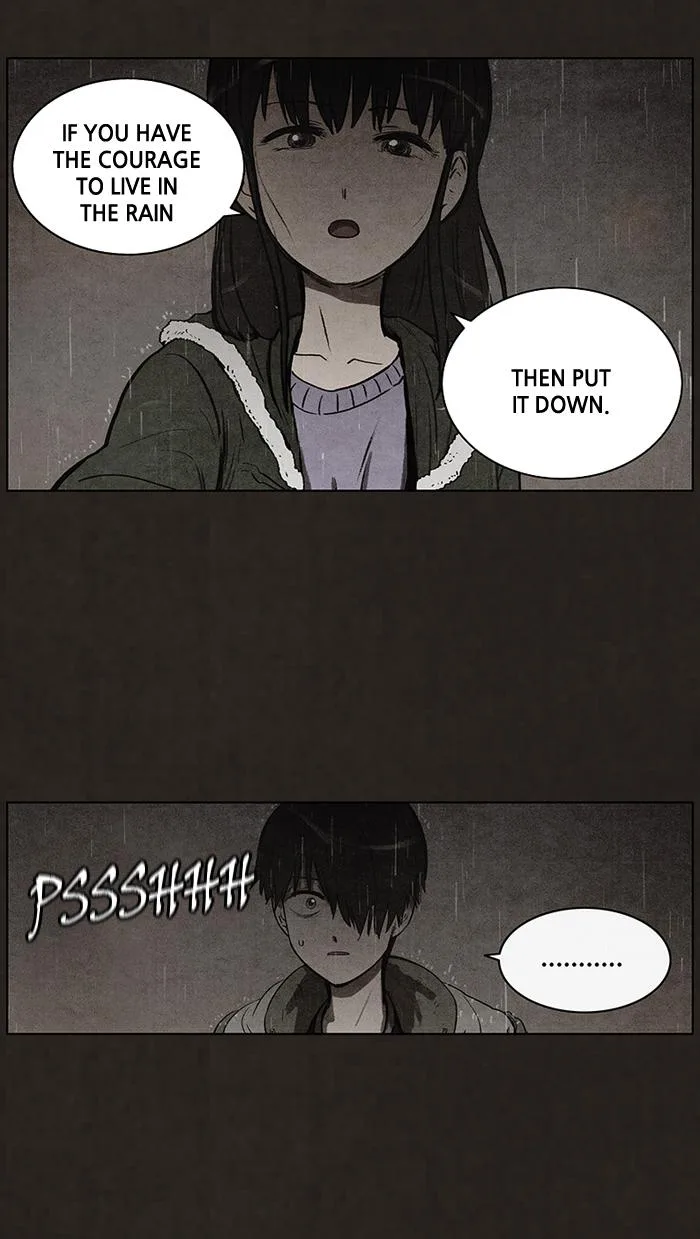 IF YOU HAVE
THE COURAGE
TO LIVE IN
THE RAIN
THEN PUT
IT DOWN.
PSSSHHH
...........